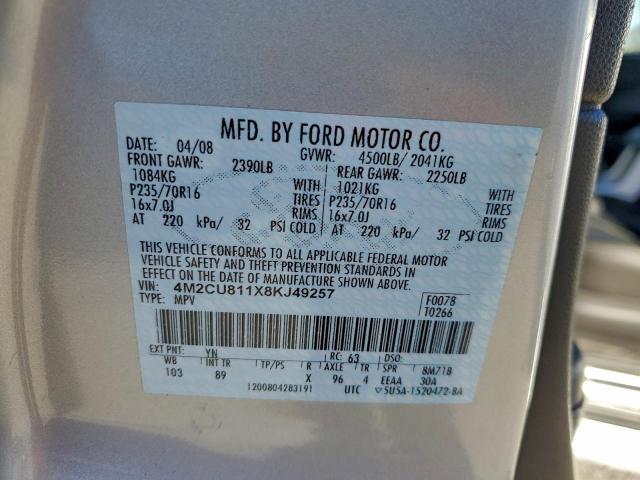 MFD. BY FORD MOTOR CO.
DATE: 04/08 GVWR: 4500LB/ 2041KG
FRONT GAWR: 2390LB REAR GAWR: 2250LB
1084KG 1021KG
P235/70R16 TIRES P235/70R16 TIRES
16x7.0J RIMS 16x7.0J RIMS
AT 220 kPa/ 32 PSI COLD AT 220 kPa/ 32 PSI COLD
THIS VEHICLE CONFORMS TO ALL APPLICABLE FEDERAL MOTOR
VEHICLE SAFETY AND THEFT PREVENTION STANDARDS IN
EFFECT ON THE DATE OF MANUFACTURE SHOWN ABOVE.
VIN: 4M2CU811X8KJ49257 F0078
TYPE: MPV T0266
EXT PNT: YN RC: 63 DSO:
WB INT TR TP/PS R AXLE TR SPR 8M71B
103 89 X 96 4 EEAA 30A
1200804283191 UTC ▽5U5A-1520472-BA